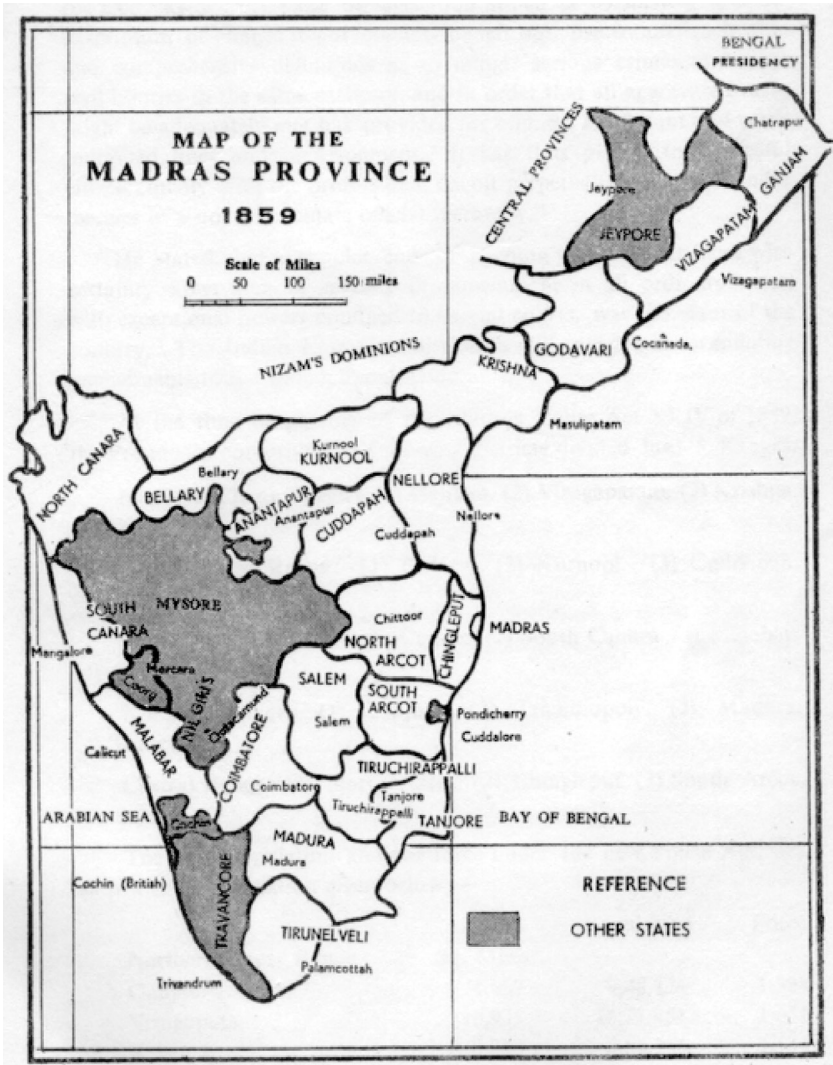 BENGAL
PRESIDENCY
MAP OF THE
MADRAS PROVINCE
1859
Scale of Miles
0 50 100 150 miles
CENTRAL PROVINCES
Chatrapur
GANJAM
Jeypore
JEYPORE
VIZAGAPATAM
Vizagapatam
NIZAM'S DOMINIONS
GODAVARI
Cocanada
KRISHNA
Masulipatam
NORTH CANARA
Kurnool
KURNOOL
Bellary
BELLARY
NELLORE
ANANTAPUR
Anantapur
CUDDAPAH
Nellore
Cuddapah
SOUTH
CANARA
MYSORE
Chittoor
NORTH
ARCOT
CHINGLEPUT
MADRAS
Mangalore
Mercara
Coorg
NILGIRIS
Ootacamund
SALEM
Salem
SOUTH
ARCOT
Pondicherry
Cuddalore
MALABAR
Calicut
COIMBATORE
Coimbatore
TIRUCHIRAPPALLI
Tanjore
Tiruchirappalli
TANJORE
ARABIAN SEA
BAY OF BENGAL
Cochin
MADURA
Madura
Cochin (British)
TRAVANCORE
TIRUNELVELI
Palamcottah
Trivandrum
REFERENCE
OTHER STATES